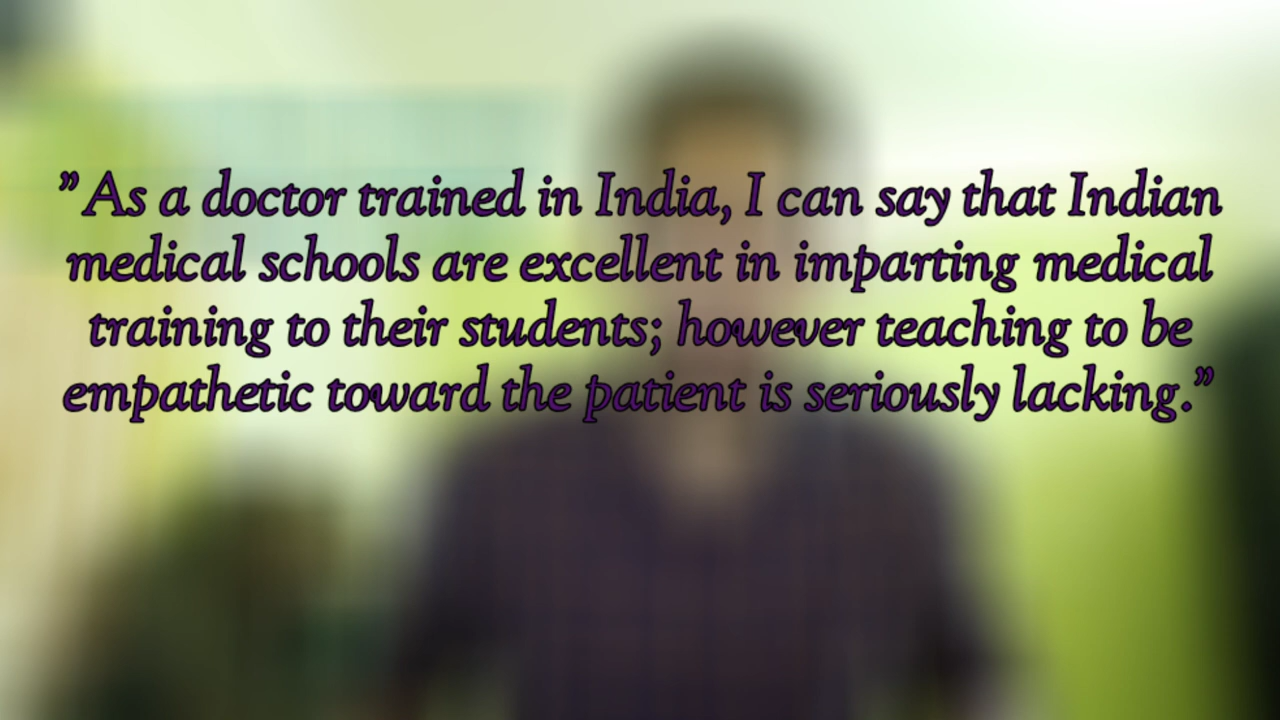 ”As a doctor trained in India, I can say that Indian
medical schools are excellent in imparting medical
training to their students; however teaching to be
empathetic toward the patient is seriously lacking.”